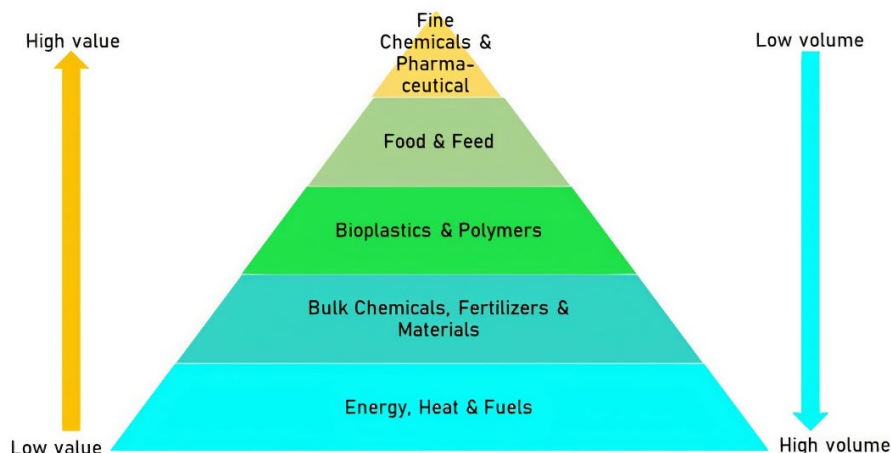 High value
Fine
Chemicals &
Pharma-
ceutical
Low volume
Food & Feed
Bioplastics & Polymers
Bulk Chemicals, Fertilizers &
Materials
Energy, Heat & Fuels
Low value
High volume